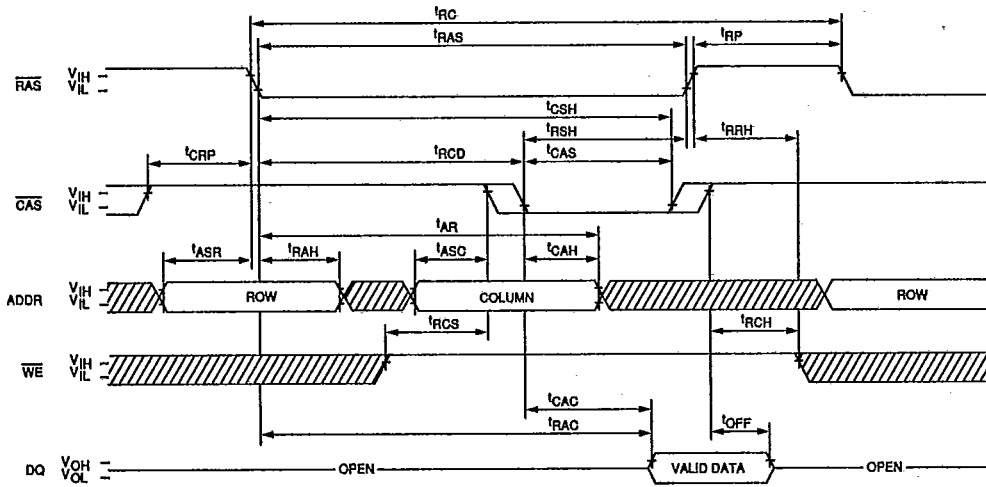 tRC
tRAS
tRP
RAS
VIH
VIL
tCSH
tRSH
tRRH
tCRP
tRCD
tCAS
CAS
VIH
VIL
tAR
tASR
tRAH
tASC
tCAH
ADDR
VIH
VIL
ROW
COLUMN
ROW
tRCS
tRCH
WE
VIH
VIL
tCAC
tRAC
tOFF
DQ
VOH
VOL
OPEN
VALID DATA
OPEN